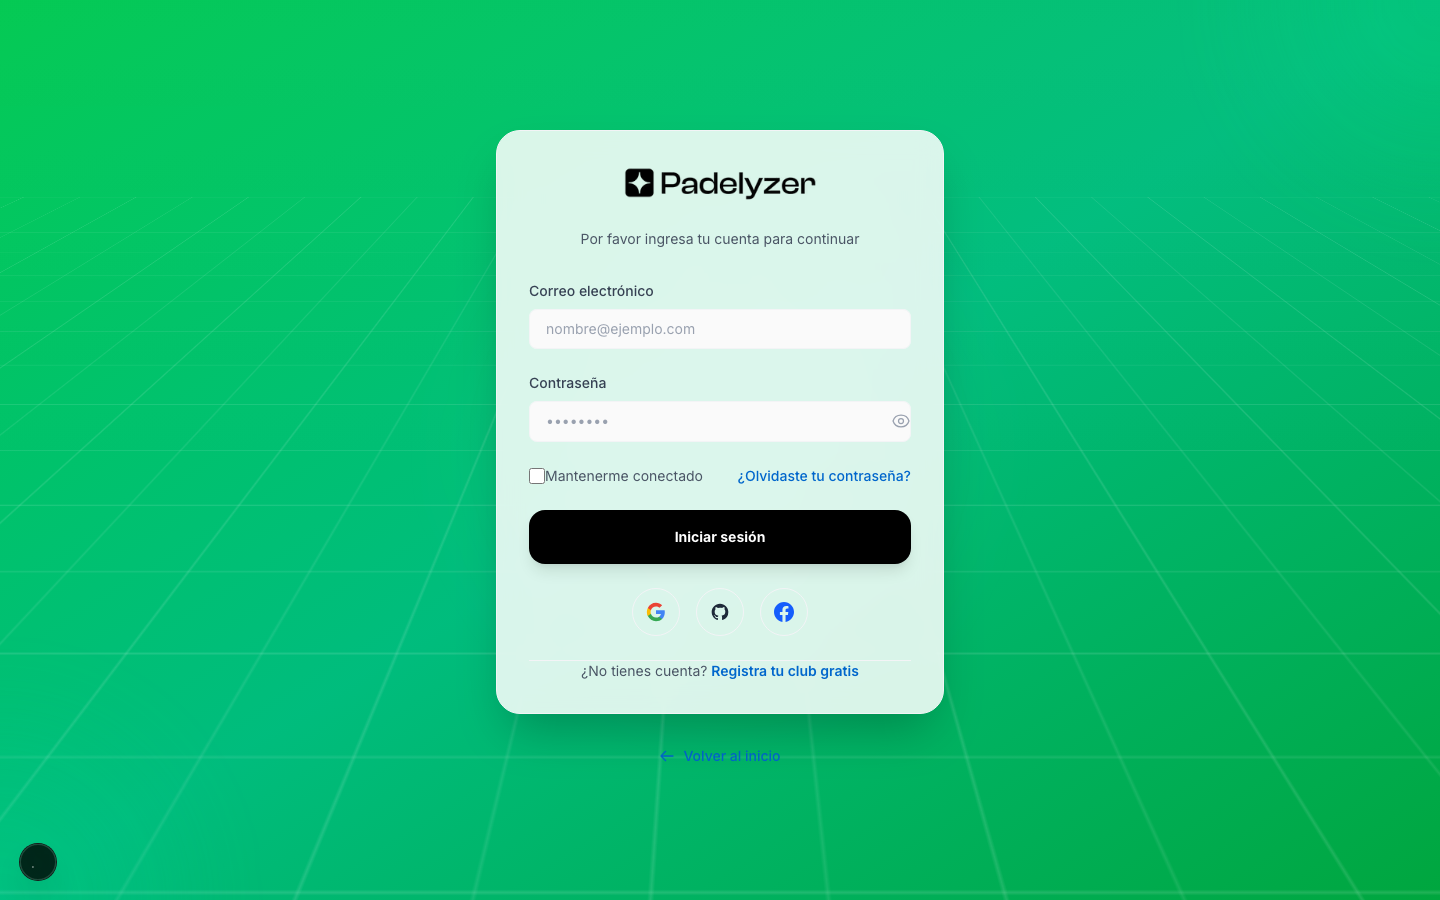 Padelyzer
Por favor ingresa tu cuenta para continuar
Correo electrónico
nombre@ejemplo.com
Contraseña
••••••••
Mantenerme conectado ¿Olvidaste tu contraseña?
Iniciar sesión
¿No tienes cuenta? Registra tu club gratis
← Volver al inicio